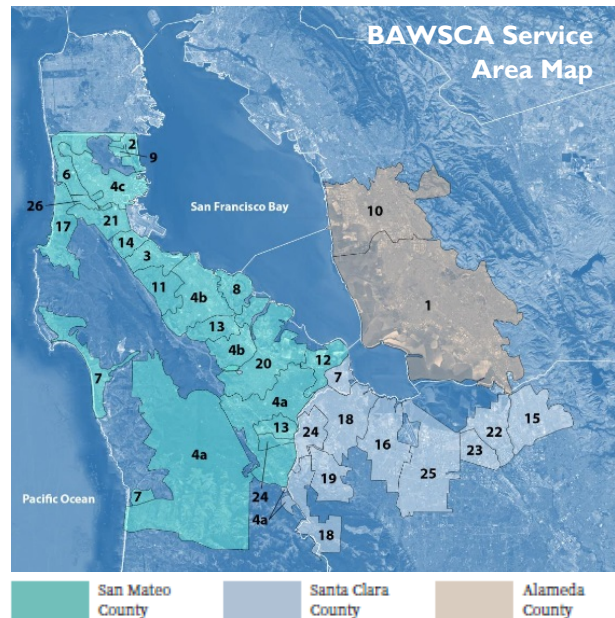 BAWSCA Service
Area Map
2
9
6
4c
26
San Francisco Bay
10
17
21
14
3
11
4b
8
1
13
4b
20
12
7
7
4a
15
13
24
18
22
16
23
4a
25
19
Pacific Ocean
7
24
4a
18
San Mateo
County
Santa Clara
County
Alameda
County